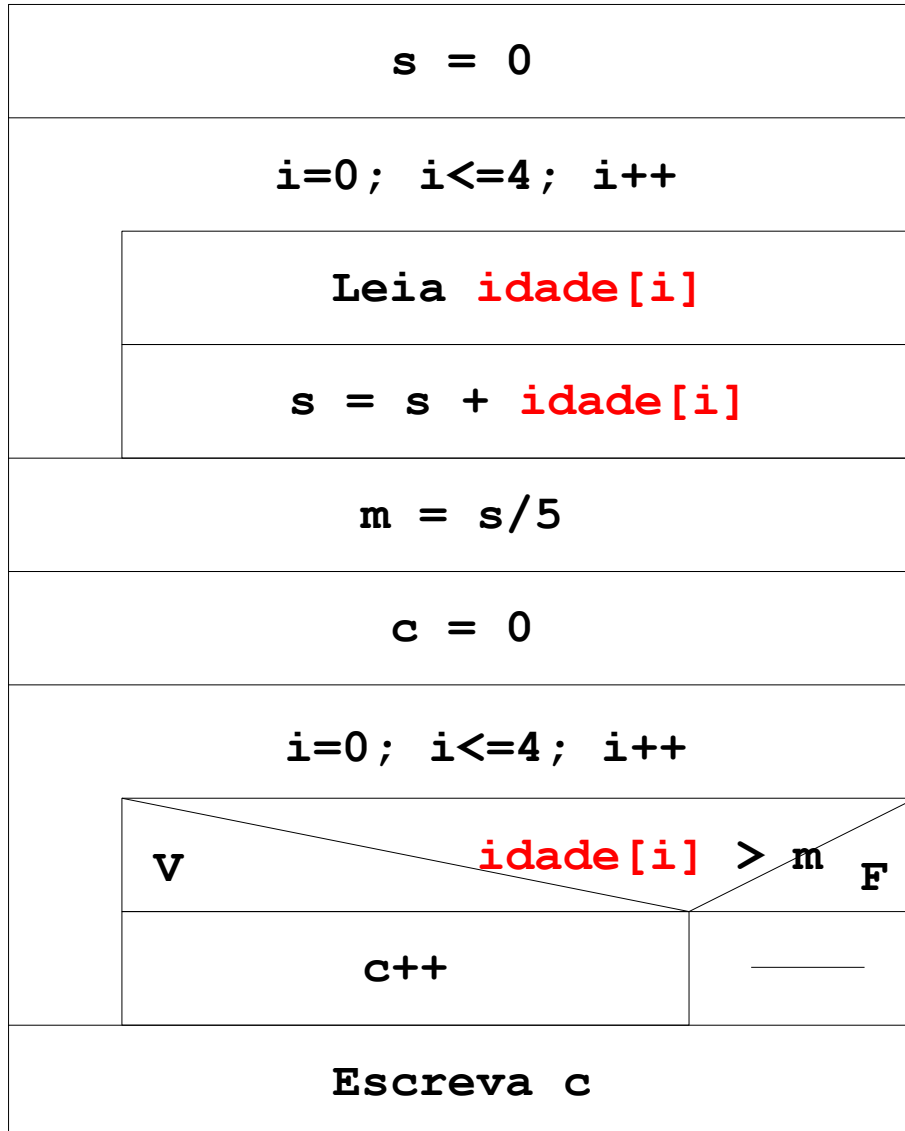 s = 0
i=0; i<=4; i++
Leia idade[i]
s = s + idade[i]
m = s/5
c = 0
i=0; i<=4; i++
V idade[i] > m F
c++
Escreva c